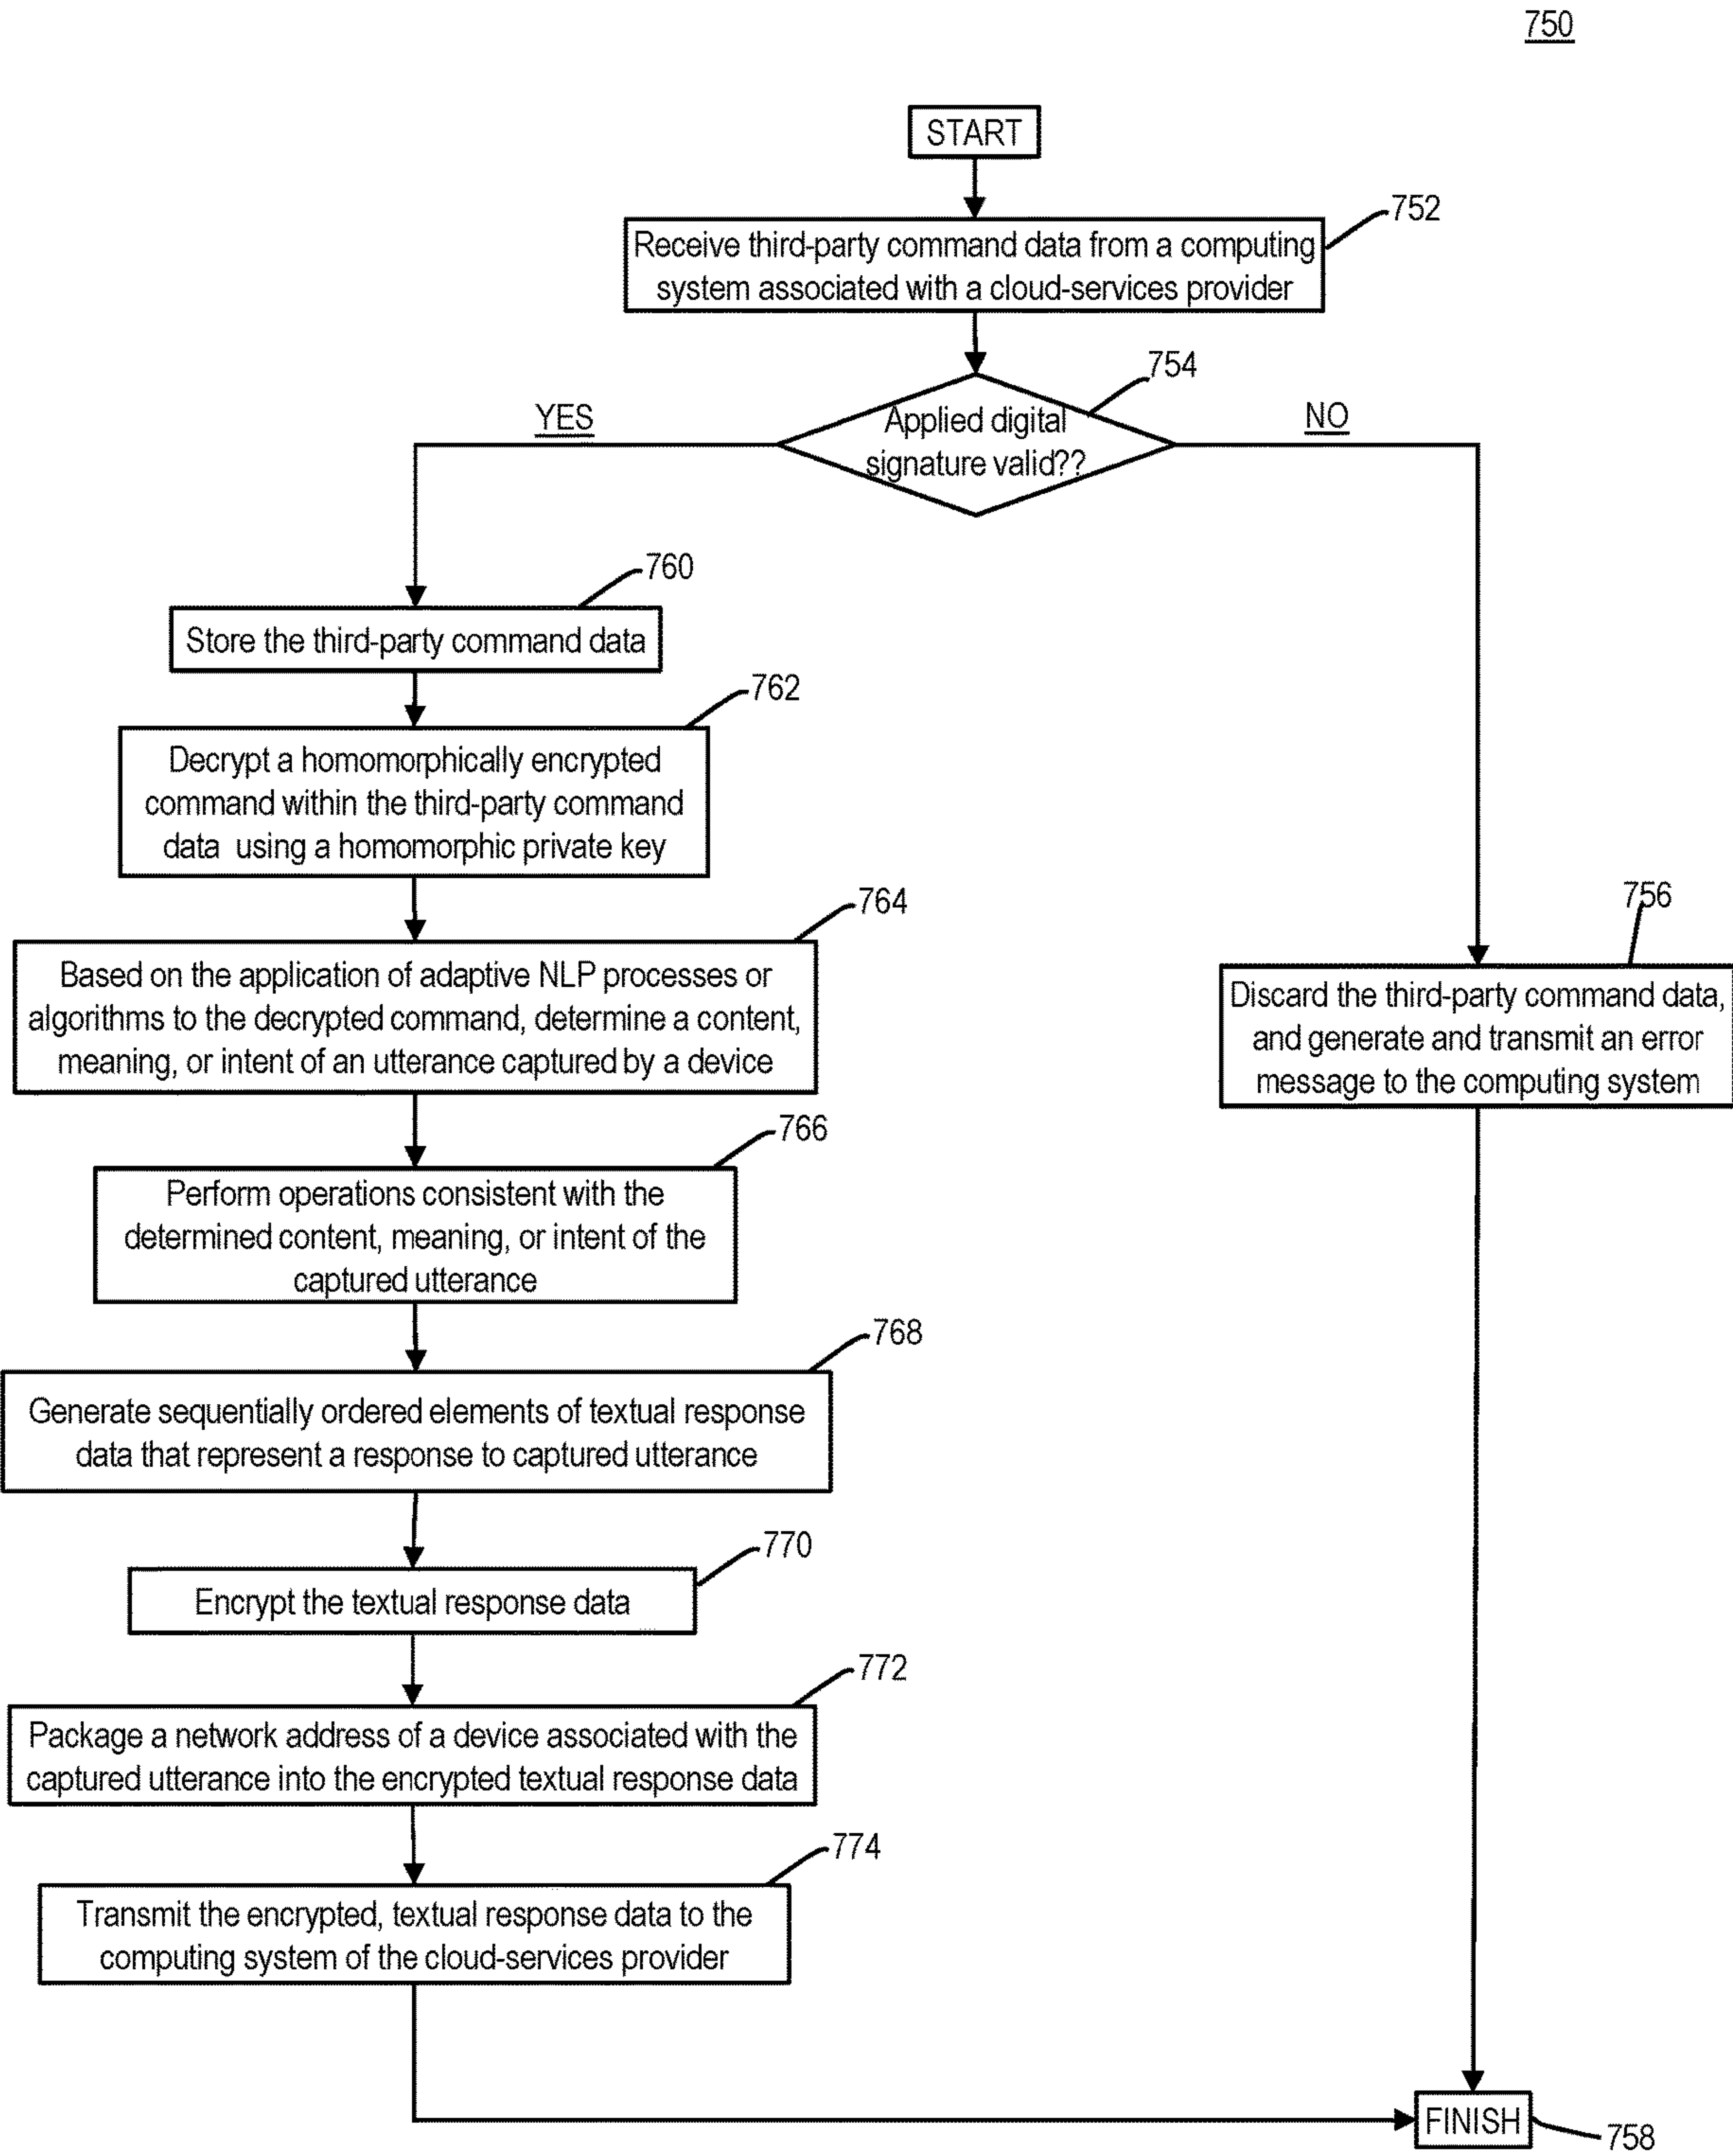 750
START
752
Receive third-party command data from a computing
system associated with a cloud-services provider
754
YES
Applied digital
signature valid??
NO
760
Store the third-party command data
762
Decrypt a homomorphically encrypted
command within the third-party command
data using a homomorphic private key
764
Based on the application of adaptive NLP processes or
algorithms to the decrypted command, determine a content,
meaning, or intent of an utterance captured by a device
756
Discard the third-party command data,
and generate and transmit an error
message to the computing system
766
Perform operations consistent with the
determined content, meaning, or intent of the
captured utterance
768
Generate sequentially ordered elements of textual response
data that represent a response to captured utterance
770
Encrypt the textual response data
772
Package a network address of a device associated with the
captured utterance into the encrypted textual response data
774
Transmit the encrypted, textual response data to the
computing system of the cloud-services provider
FINISH
758